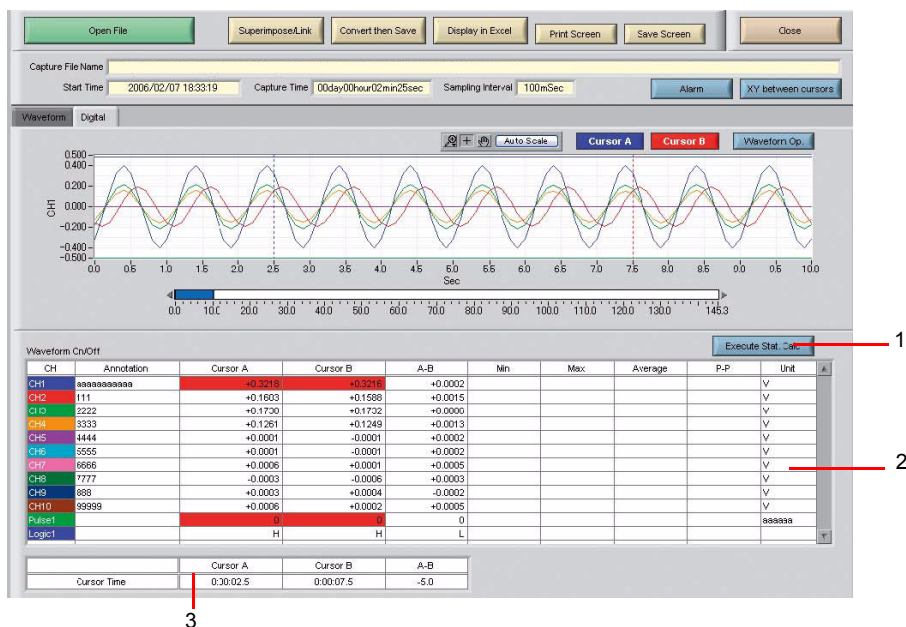 Open File Superimpose/Link Convert then Save Display in Excel Print Screen Save Screen Close
Capture File Name
Start Time 2006/02/07 18:33:19 Capture Time 00day00hour02min25sec Sampling Interval 100mSec Alarm XY between cursors
Waveform Digital
Auto Scale Cursor A Cursor B Waveform Op.
0.500
0.400
0.200
0.000
-0.200
-0.400
-0.500
CH1
0.0 0.5 1.0 1.5 2.0 2.5 3.0 3.5 4.0 4.5 5.0 5.5 6.0 6.5 7.0 7.5 8.0 8.5 0.0 0.5 10.0
Sec
0.0 10.0 20.0 30.0 40.0 50.0 60.0 70.0 80.0 90.0 100.0 110.0 120.0 130.0 145.3
Execute Stat. Calc 1
Waveform On/Off
CH Annotation Cursor A Cursor B A-B Min Max Average P-P Unit
CH1 aaaaaaaaaaa +0.3218 +0.3216 +0.0002 V
CH2 111 +0.1603 +0.1588 +0.0015 V
CH3 2222 +0.1730 +0.1732 +0.0000 V
CH4 3333 +0.1261 +0.1249 +0.0013 V
CH5 4444 +0.0001 -0.0001 +0.0002 V
CH6 5555 +0.0001 -0.0001 +0.0002 V
CH7 6666 +0.0006 +0.0001 +0.0005 V 2
CH8 7777 -0.0003 -0.0006 +0.0003 V
CH9 888 +0.0003 +0.0004 -0.0002 V
CH10 99999 +0.0006 +0.0002 +0.0005 V
Pulse1 0 0 0 aaaaaa
Logic1 H H L
Cursor A Cursor B A-B
Cursor Time 0:00:02.5 0:00:07.5 -5.0
3